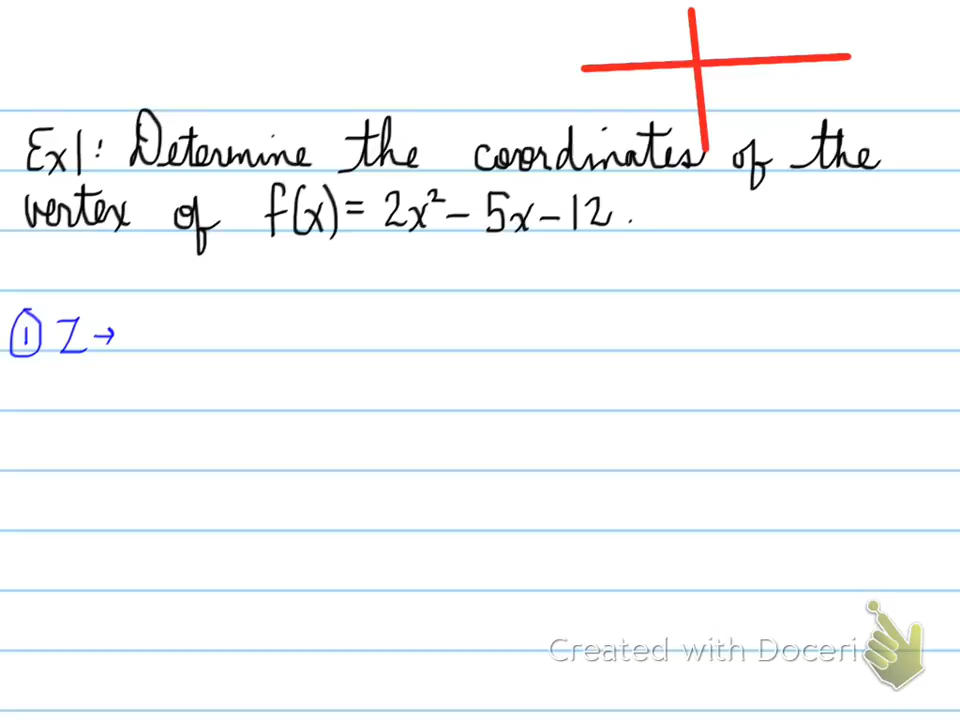 Ex1: Determine the coordinates of the
vertex of f(x) = 2x² - 5x - 12.
① Z →
Created with Doceri